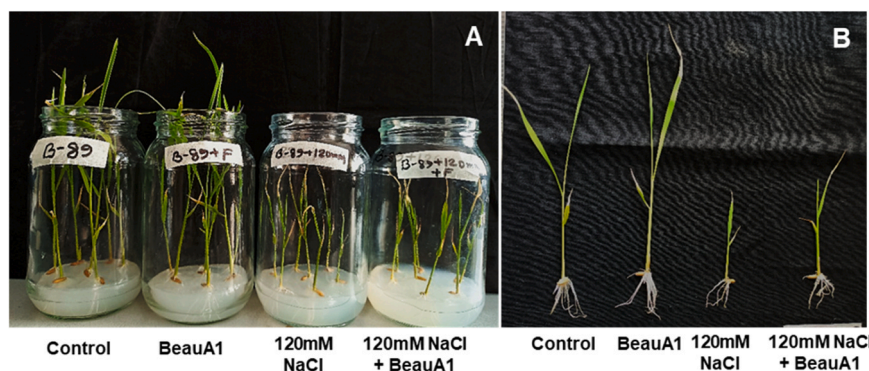 A
B-89
B-89+F
B-89+120mM
B-89+120mM
+F
Control
BeauA1
120mM
NaCl
120mM NaCl
+ BeauA1
B
Control
BeauA1
120mM
NaCl
120mM NaCl
+ BeauA1